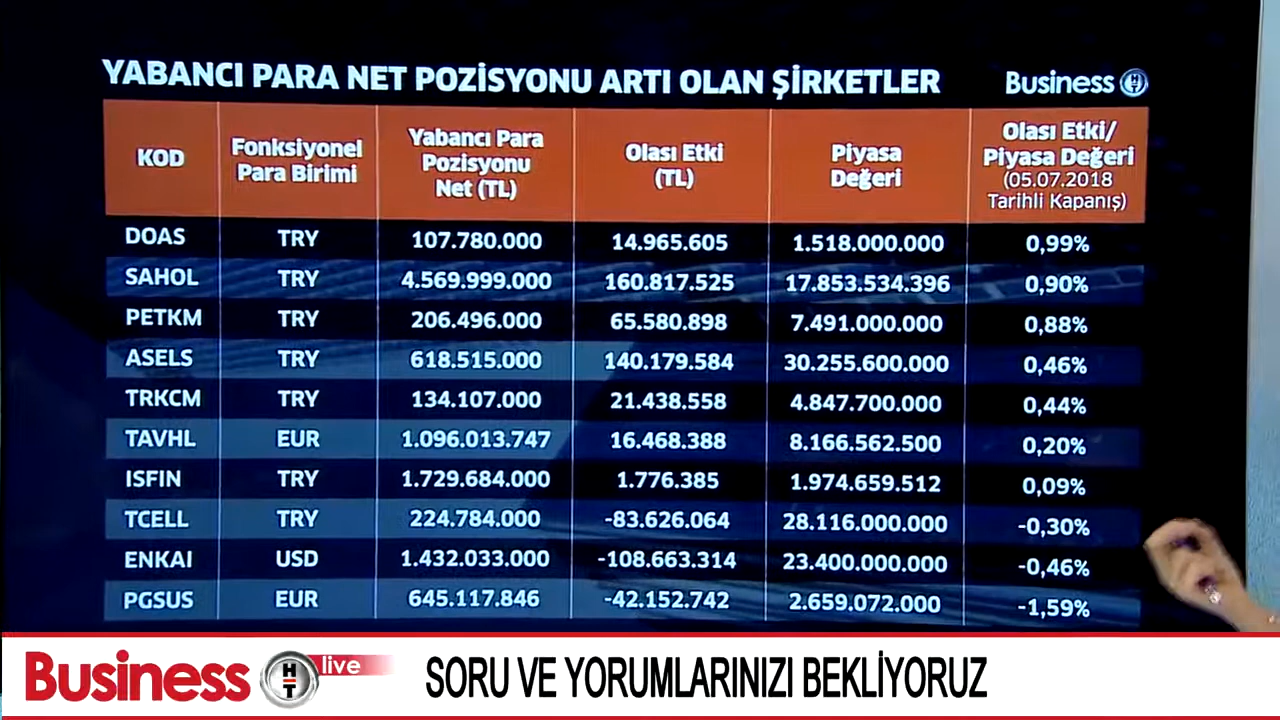 YABANCI PARA NET POZİSYONU ARTI OLAN ŞİRKETLER
Business HT
KOD
Fonksiyonel
Para Birimi
Yabancı Para
Pozisyonu
Net (TL)
Olası Etki
(TL)
Piyasa
Değeri
Olası Etki/
Piyasa Değeri
(05.07.2018
Tarihli Kapanış)
DOAS TRY 107.780.000 14.965.605 1.518.000.000 0,99%
SAHOL TRY 4.569.999.000 160.817.525 17.853.534.396 0,90%
PETKM TRY 206.496.000 65.580.898 7.491.000.000 0,88%
ASELS TRY 618.515.000 140.179.584 30.255.600.000 0,46%
TRKCM TRY 134.107.000 21.438.558 4.847.700.000 0,44%
TAVHL EUR 1.096.013.747 16.468.388 8.166.562.500 0,20%
ISFIN TRY 1.729.684.000 1.776.385 1.974.659.512 0,09%
TCELL TRY 224.784.000 -83.626.064 28.116.000.000 -0,30%
ENKAI USD 1.432.033.000 -108.663.314 23.400.000.000 -0,46%
PGSUS EUR 645.117.846 -42.152.742 2.659.072.000 -1,59%
Business HT live
SORU VE YORUMLARINIZI BEKLİYORUZ